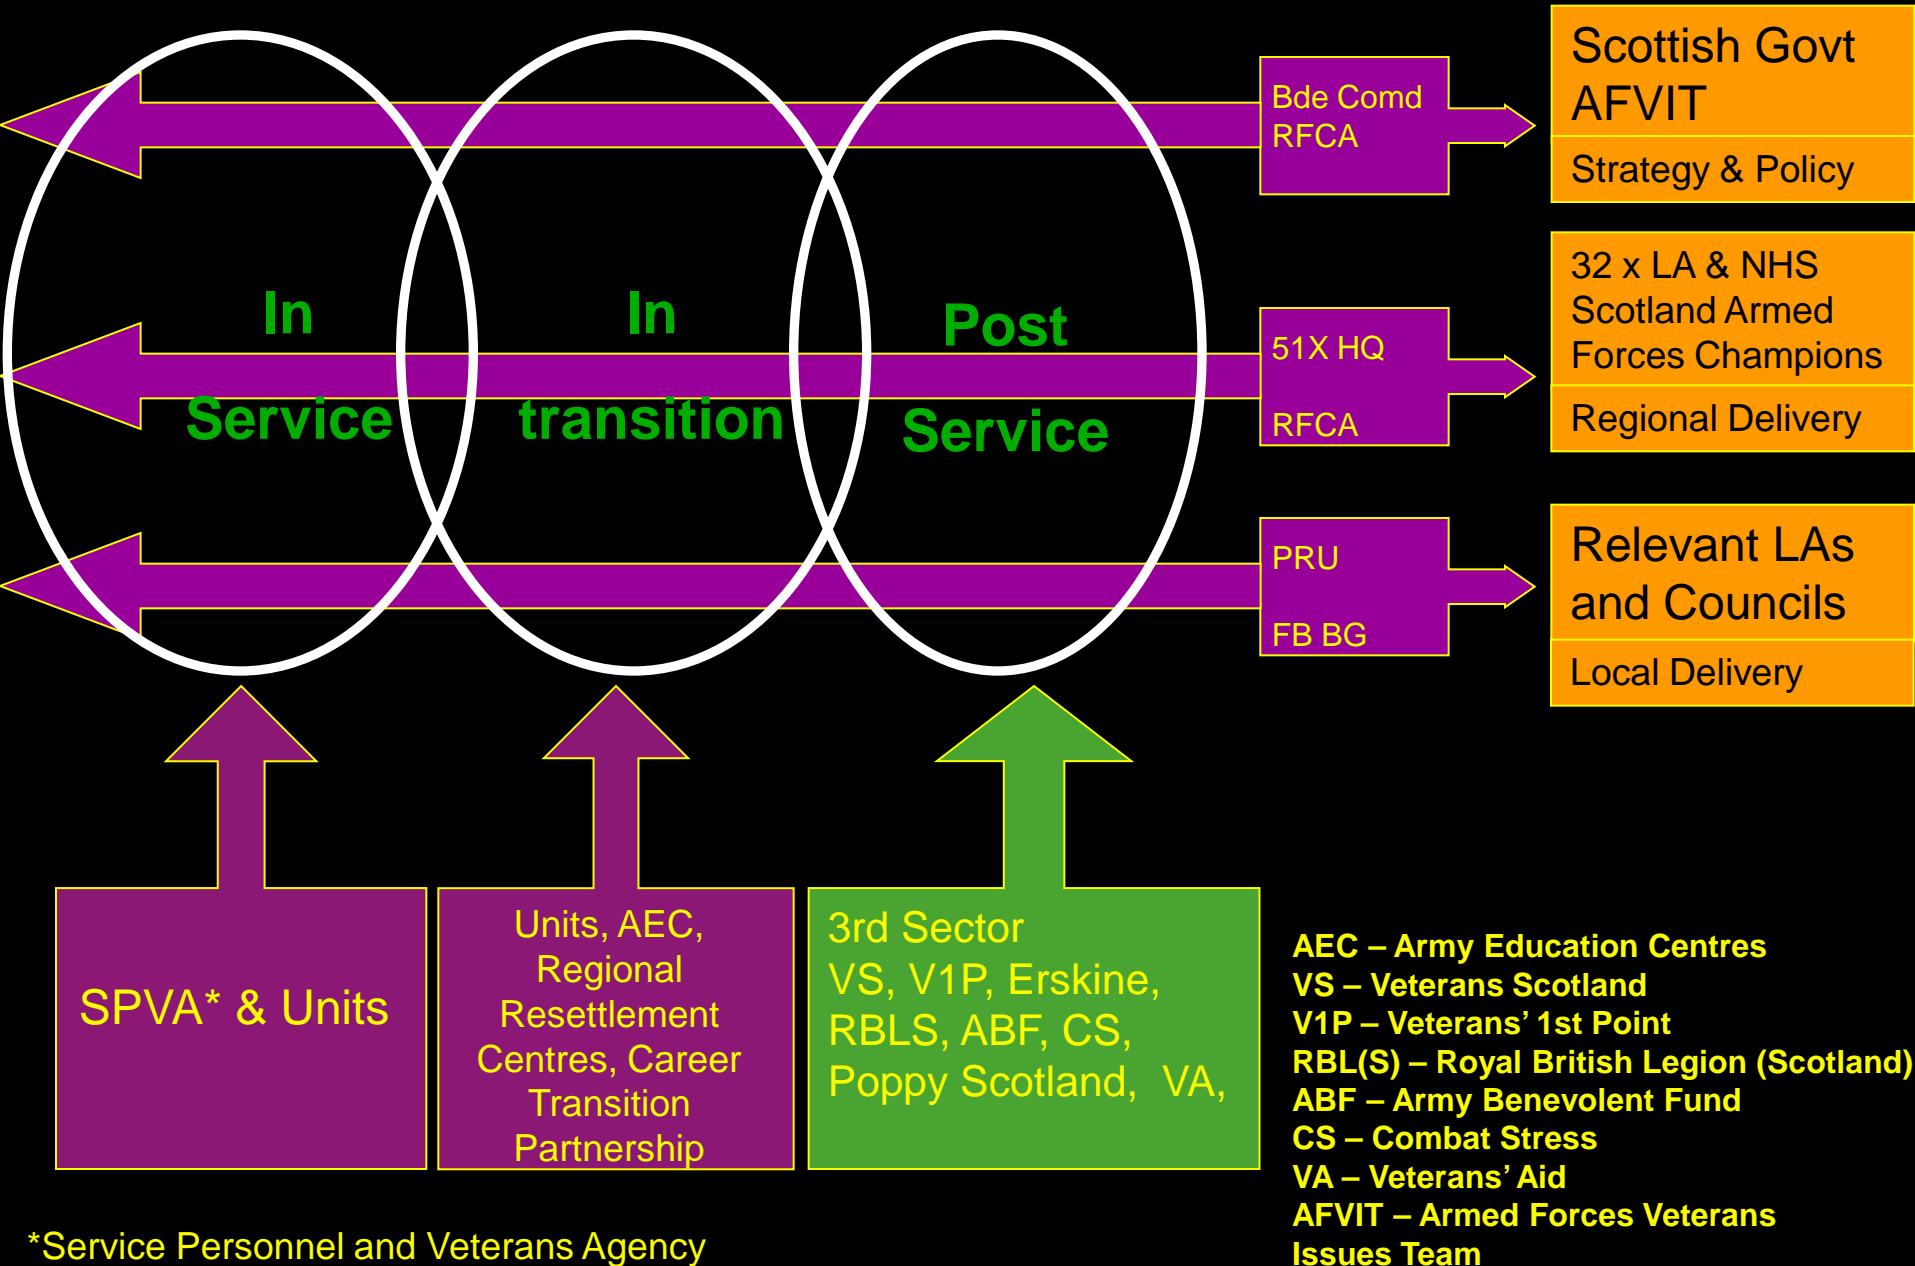 Scottish Govt
AFVIT
Strategy & Policy
Bde Comd
RFCA
32 x LA & NHS
Scotland Armed
Forces Champions
Regional Delivery
In
Service
In
transition
Post
Service
51X HQ
RFCA
Relevant LAs
and Councils
Local Delivery
PRU
FB BG
SPVA* & Units
Units, AEC,
Regional
Resettlement
Centres, Career
Transition
Partnership
3rd Sector
VS, V1P, Erskine,
RBLS, ABF, CS,
Poppy Scotland, VA,
AEC – Army Education Centres
VS – Veterans Scotland
V1P – Veterans’ 1st Point
RBL(S) – Royal British Legion (Scotland)
ABF – Army Benevolent Fund
CS – Combat Stress
VA – Veterans’ Aid
AFVIT – Armed Forces Veterans
Issues Team
*Service Personnel and Veterans Agency